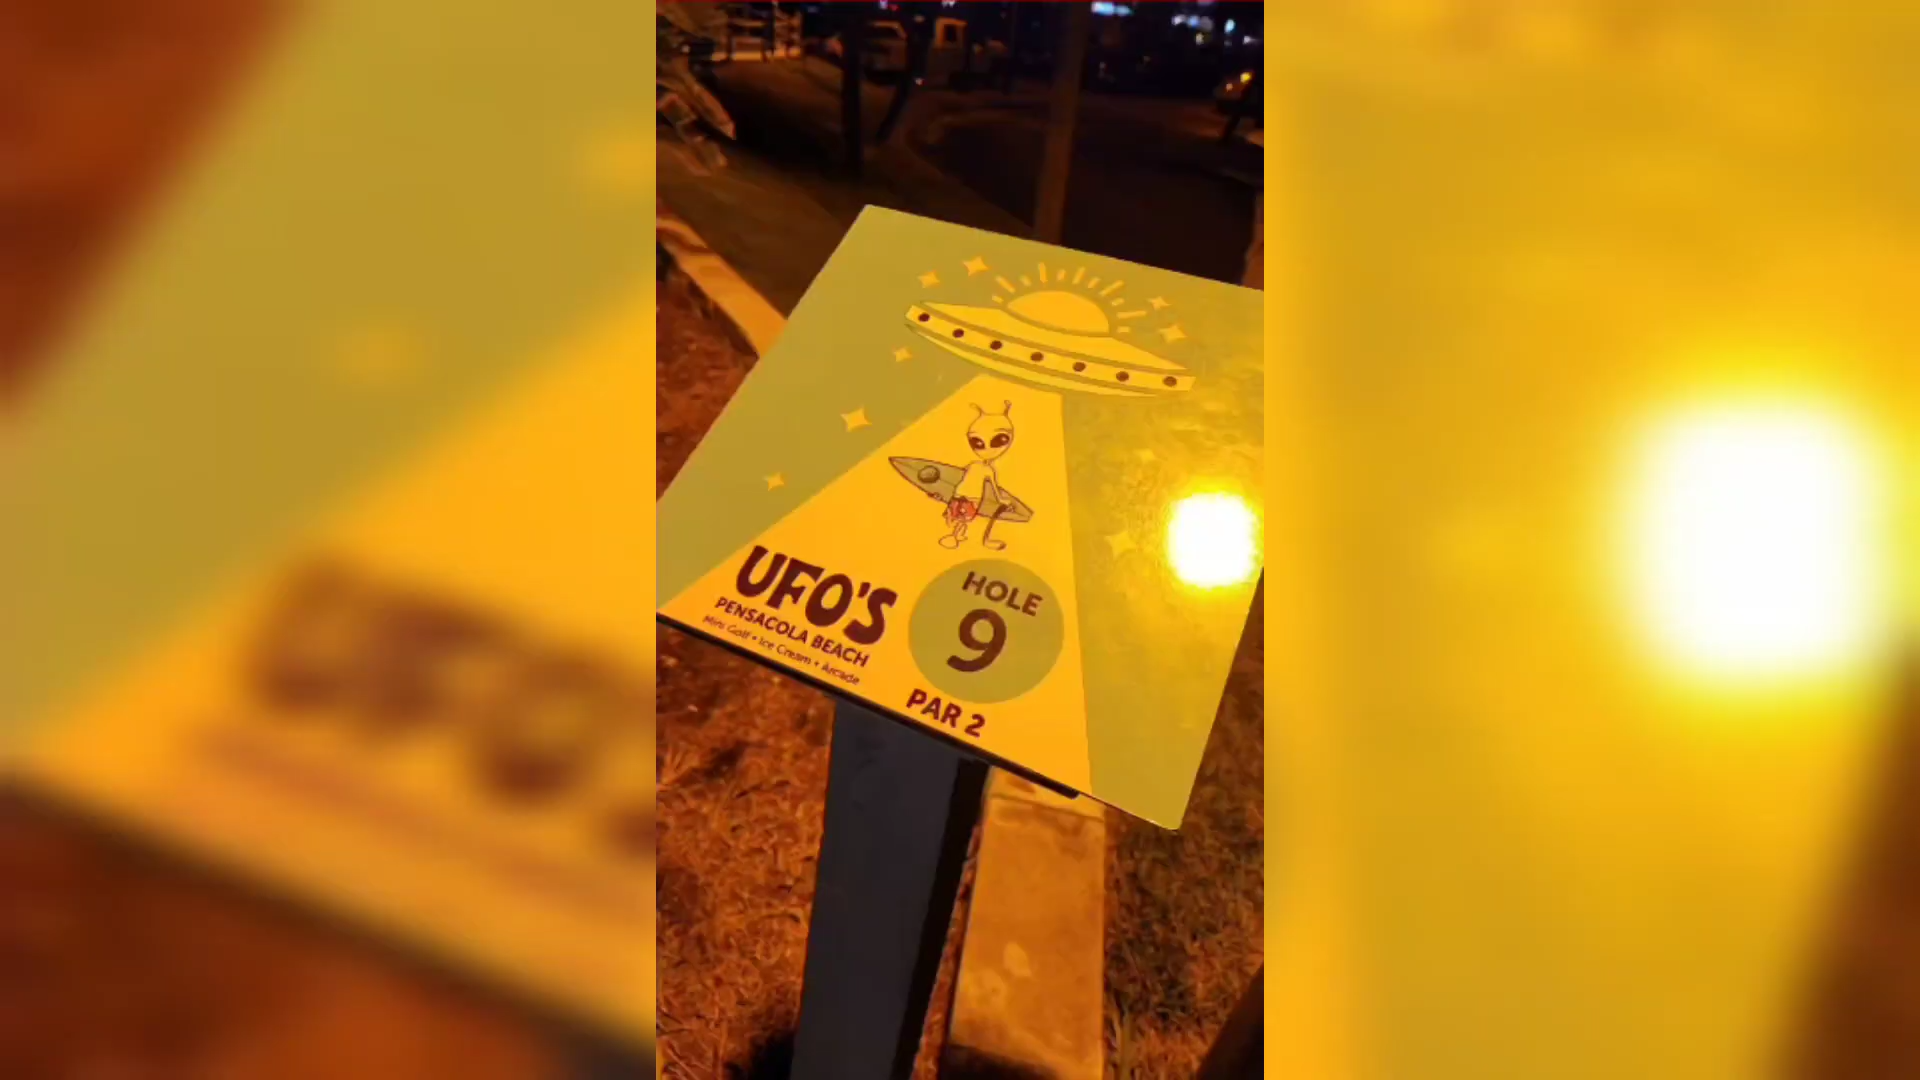 UFO'S
PENSACOLA BEACH
Mini Golf • Ice Cream • Arcade
HOLE
9
PAR 2